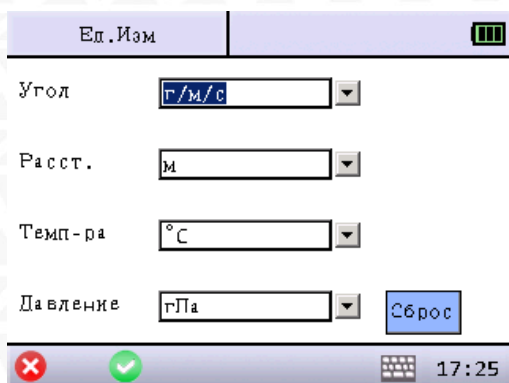 Ед.Изм
Угол г/м/с
Расст. м
Темп-ра °C
Давление гПа Сброс
17:25